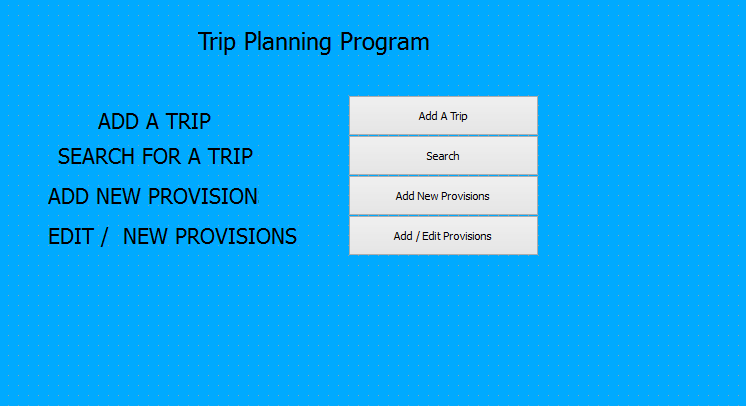 Trip Planning Program
ADD A TRIP
Add A Trip
SEARCH FOR A TRIP
Search
ADD NEW PROVISION
Add New Provisions
EDIT /  NEW PROVISIONS
Add / Edit Provisions